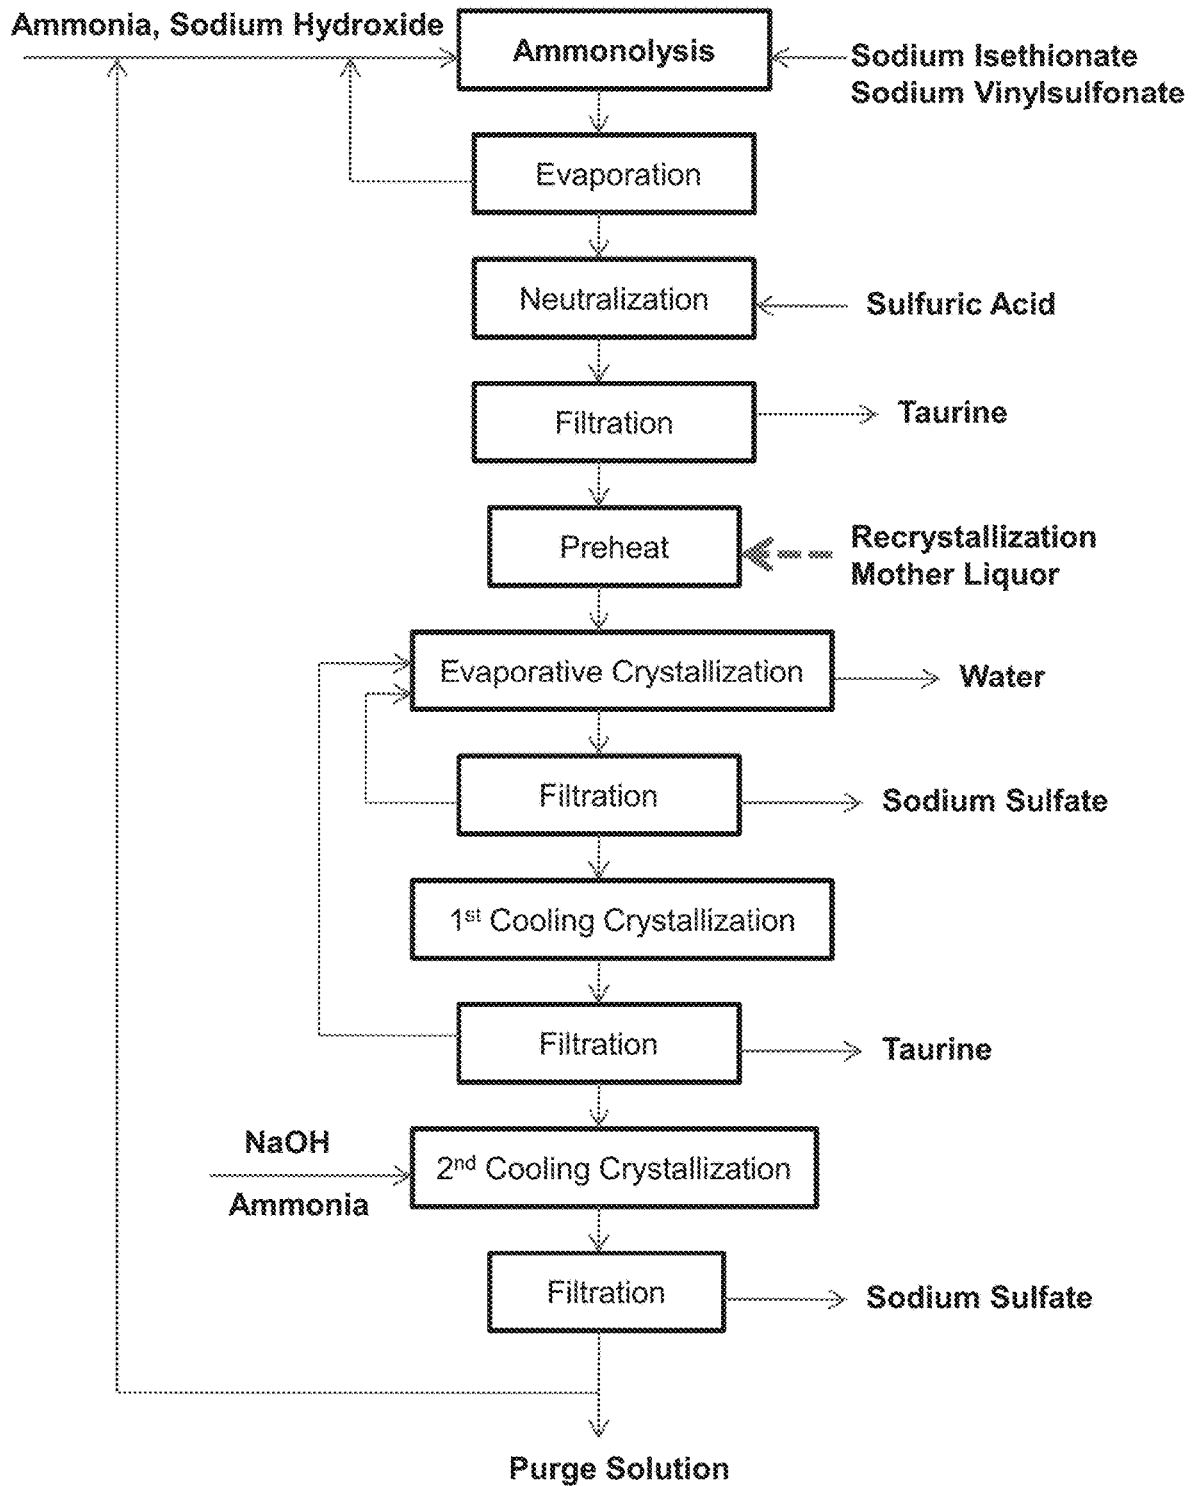 Ammonia, Sodium Hydroxide
Ammonolysis
Sodium Isethionate
Sodium Vinylsulfonate
Evaporation
Neutralization
Sulfuric Acid
Filtration
Taurine
Preheat
Recrystallization
Mother Liquor
Evaporative Crystallization
Water
Filtration
Sodium Sulfate
1st Cooling Crystallization
Filtration
Taurine
NaOH
2nd Cooling Crystallization
Ammonia
Filtration
Sodium Sulfate
Purge Solution